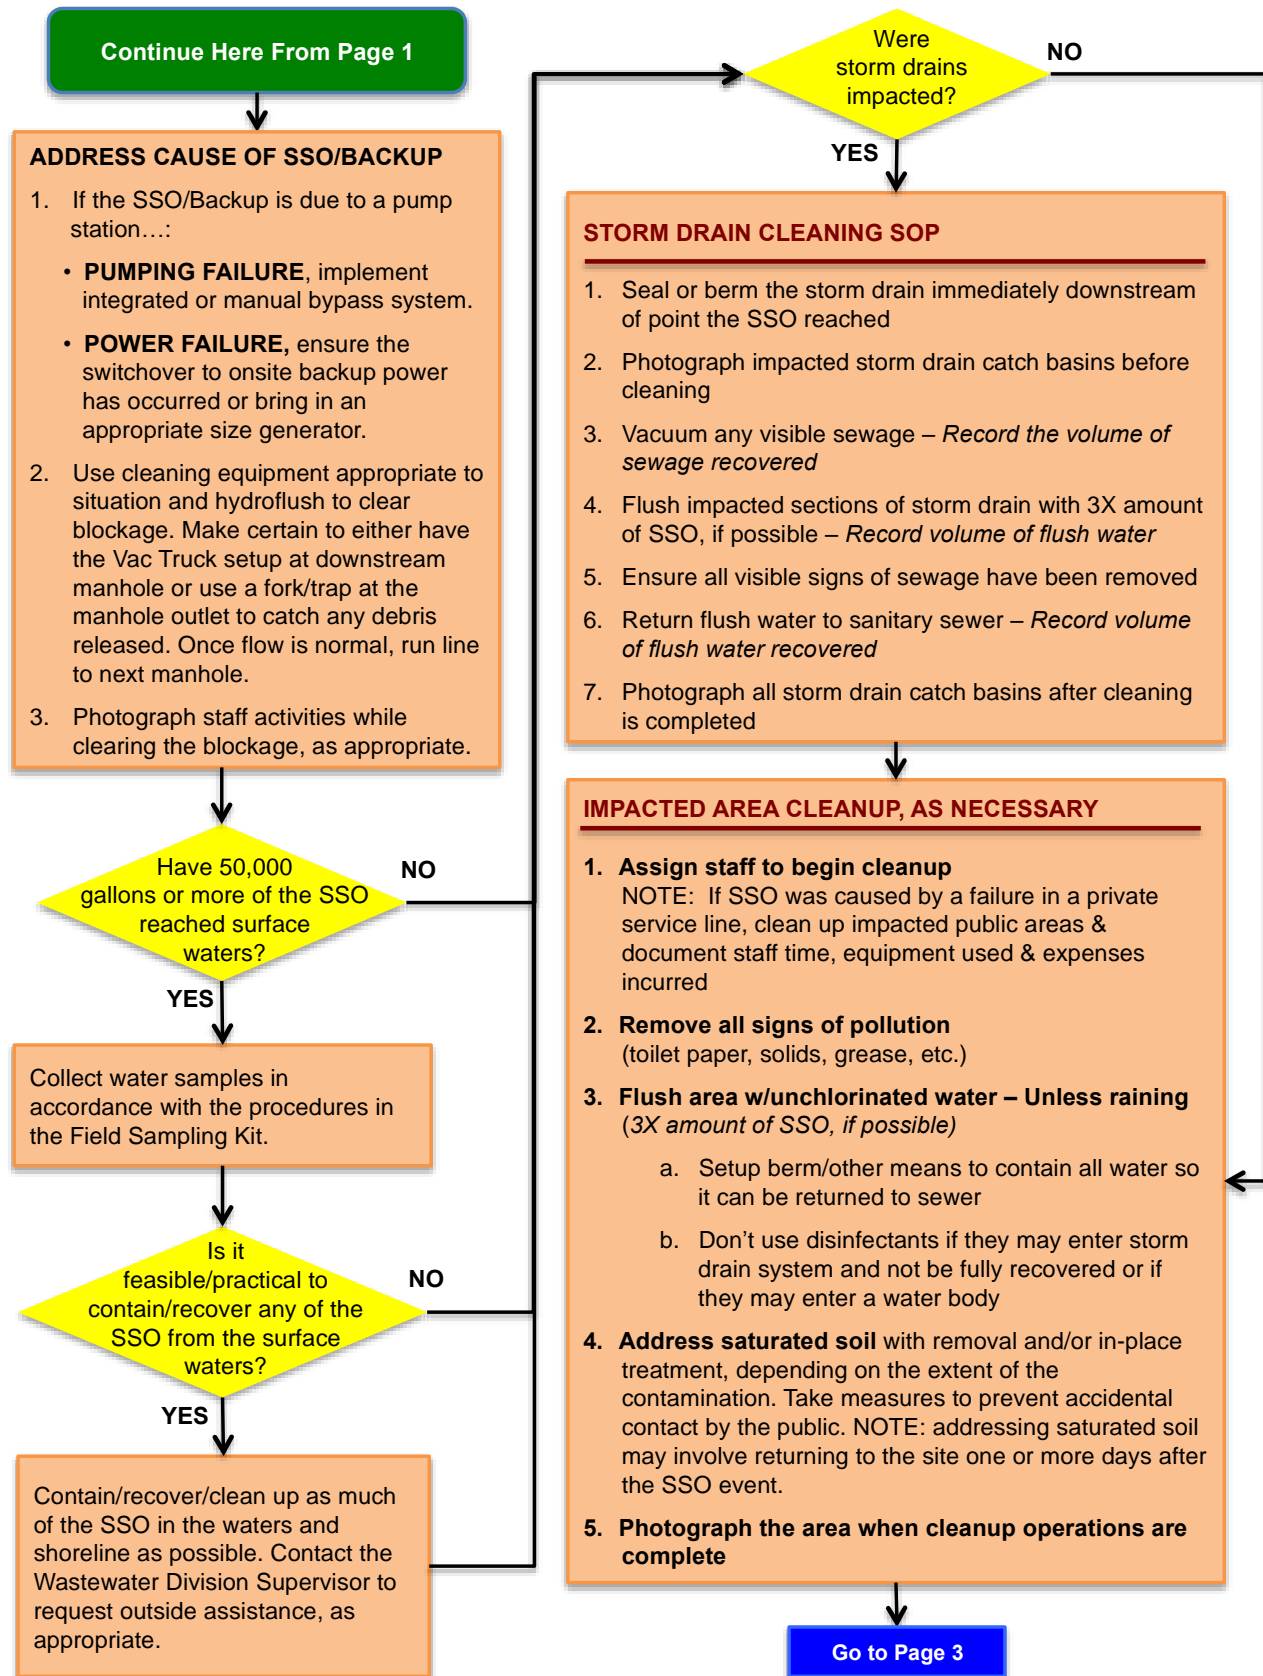 Continue Here From Page 1
ADDRESS CAUSE OF SSO/BACKUP
1. If the SSO/Backup is due to a pump
station…:
• PUMPING FAILURE, implement
integrated or manual bypass system.
• POWER FAILURE, ensure the
switchover to onsite backup power
has occurred or bring in an
appropriate size generator.
2. Use cleaning equipment appropriate to
situation and hydroflush to clear
blockage. Make certain to either have
the Vac Truck setup at downstream
manhole or use a fork/trap at the
manhole outlet to catch any debris
released. Once flow is normal, run line
to next manhole.
3. Photograph staff activities while
clearing the blockage, as appropriate.
Have 50,000
gallons or more of the SSO
reached surface
waters?
NO
YES
Collect water samples in
accordance with the procedures in
the Field Sampling Kit.
Is it
feasible/practical to
contain/recover any of the
SSO from the surface
waters?
NO
YES
Contain/recover/clean up as much
of the SSO in the waters and
shoreline as possible. Contact the
Wastewater Division Supervisor to
request outside assistance, as
appropriate.
Were
storm drains
impacted?
NO
YES
STORM DRAIN CLEANING SOP
1. Seal or berm the storm drain immediately downstream
of point the SSO reached
2. Photograph impacted storm drain catch basins before
cleaning
3. Vacuum any visible sewage – Record the volume of
sewage recovered
4. Flush impacted sections of storm drain with 3X amount
of SSO, if possible – Record volume of flush water
5. Ensure all visible signs of sewage have been removed
6. Return flush water to sanitary sewer – Record volume
of flush water recovered
7. Photograph all storm drain catch basins after cleaning
is completed
IMPACTED AREA CLEANUP, AS NECESSARY
1. Assign staff to begin cleanup
NOTE: If SSO was caused by a failure in a private
service line, clean up impacted public areas &
document staff time, equipment used & expenses
incurred
2. Remove all signs of pollution
(toilet paper, solids, grease, etc.)
3. Flush area w/unchlorinated water – Unless raining
(3X amount of SSO, if possible)
a. Setup berm/other means to contain all water so
it can be returned to sewer
b. Don’t use disinfectants if they may enter storm
drain system and not be fully recovered or if
they may enter a water body
4. Address saturated soil with removal and/or in-place
treatment, depending on the extent of the
contamination. Take measures to prevent accidental
contact by the public. NOTE: addressing saturated soil
may involve returning to the site one or more days after
the SSO event.
5. Photograph the area when cleanup operations are
complete
Go to Page 3